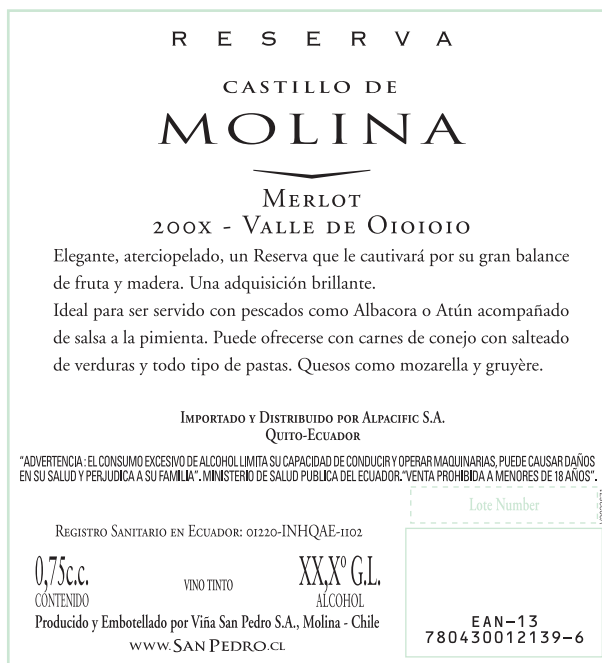 RESERVA
CASTILLO DE
MOLINA
MERLOT
200X - VALLE DE OIOIOIO
Elegante, aterciopelado, un Reserva que le cautivará por su gran balance
de fruta y madera. Una adquisición brillante.
Ideal para ser servido con pescados como Albacora o Atún acompañado
de salsa a la pimienta. Puede ofrecerse con carnes de conejo con salteado
de verduras y todo tipo de pastas. Quesos como mozarella y gruyère.
IMPORTADO Y DISTRIBUIDO POR ALPACIFIC S.A.
QUITO-ECUADOR
"ADVERTENCIA: EL CONSUMO EXCESIVO DE ALCOHOL LIMITA SU CAPACIDAD DE CONDUCIR Y OPERAR MAQUINARIAS, PUEDE CAUSAR DAÑOS
EN SU SALUD Y PERJUDICA A SU FAMILIA". MINISTERIO DE SALUD PUBLICA DEL ECUADOR."VENTA PROHIBIDA A MENORES DE 18 AÑOS".
Lote Number
REGISTRO SANITARIO EN ECUADOR: 01220-INHQAE-1102
0,75c.c.
CONTENIDO
VINO TINTO
XX,Xº G.L.
ALCOHOL
Producido y Embotellado por Viña San Pedro S.A., Molina - Chile
WWW.SAN PEDRO.CL
EAN-13
780430012139-6